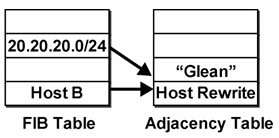 20.20.20.0/24
“Glean”
Host B
Host Rewrite
FIB Table
Adjacency Table